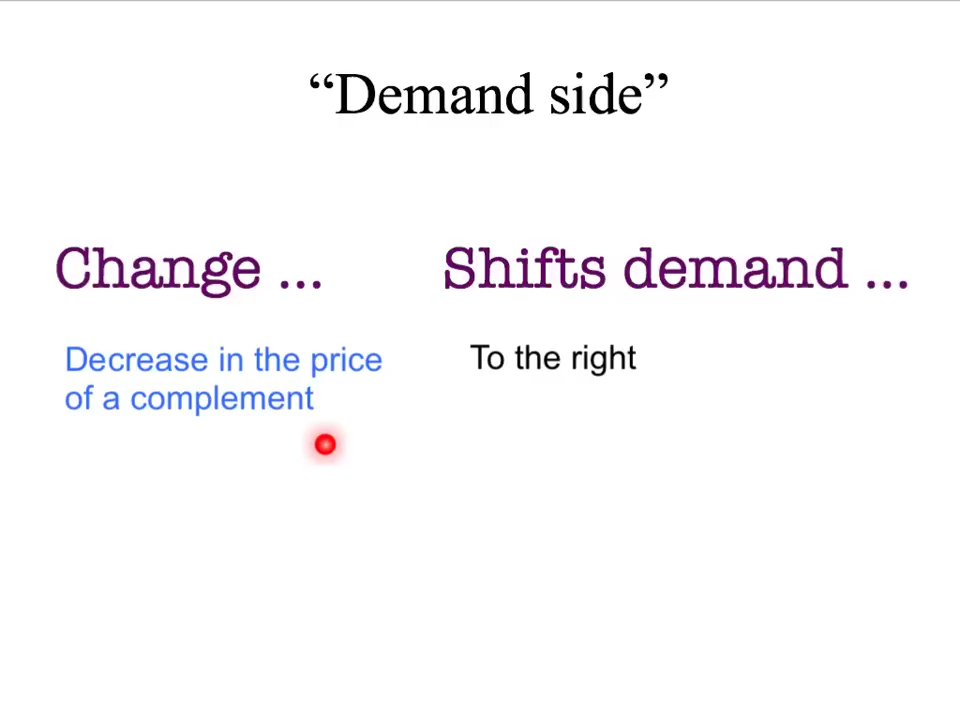 “Demand side”
Change ...
Shifts demand ...
Decrease in the price
of a complement
To the right